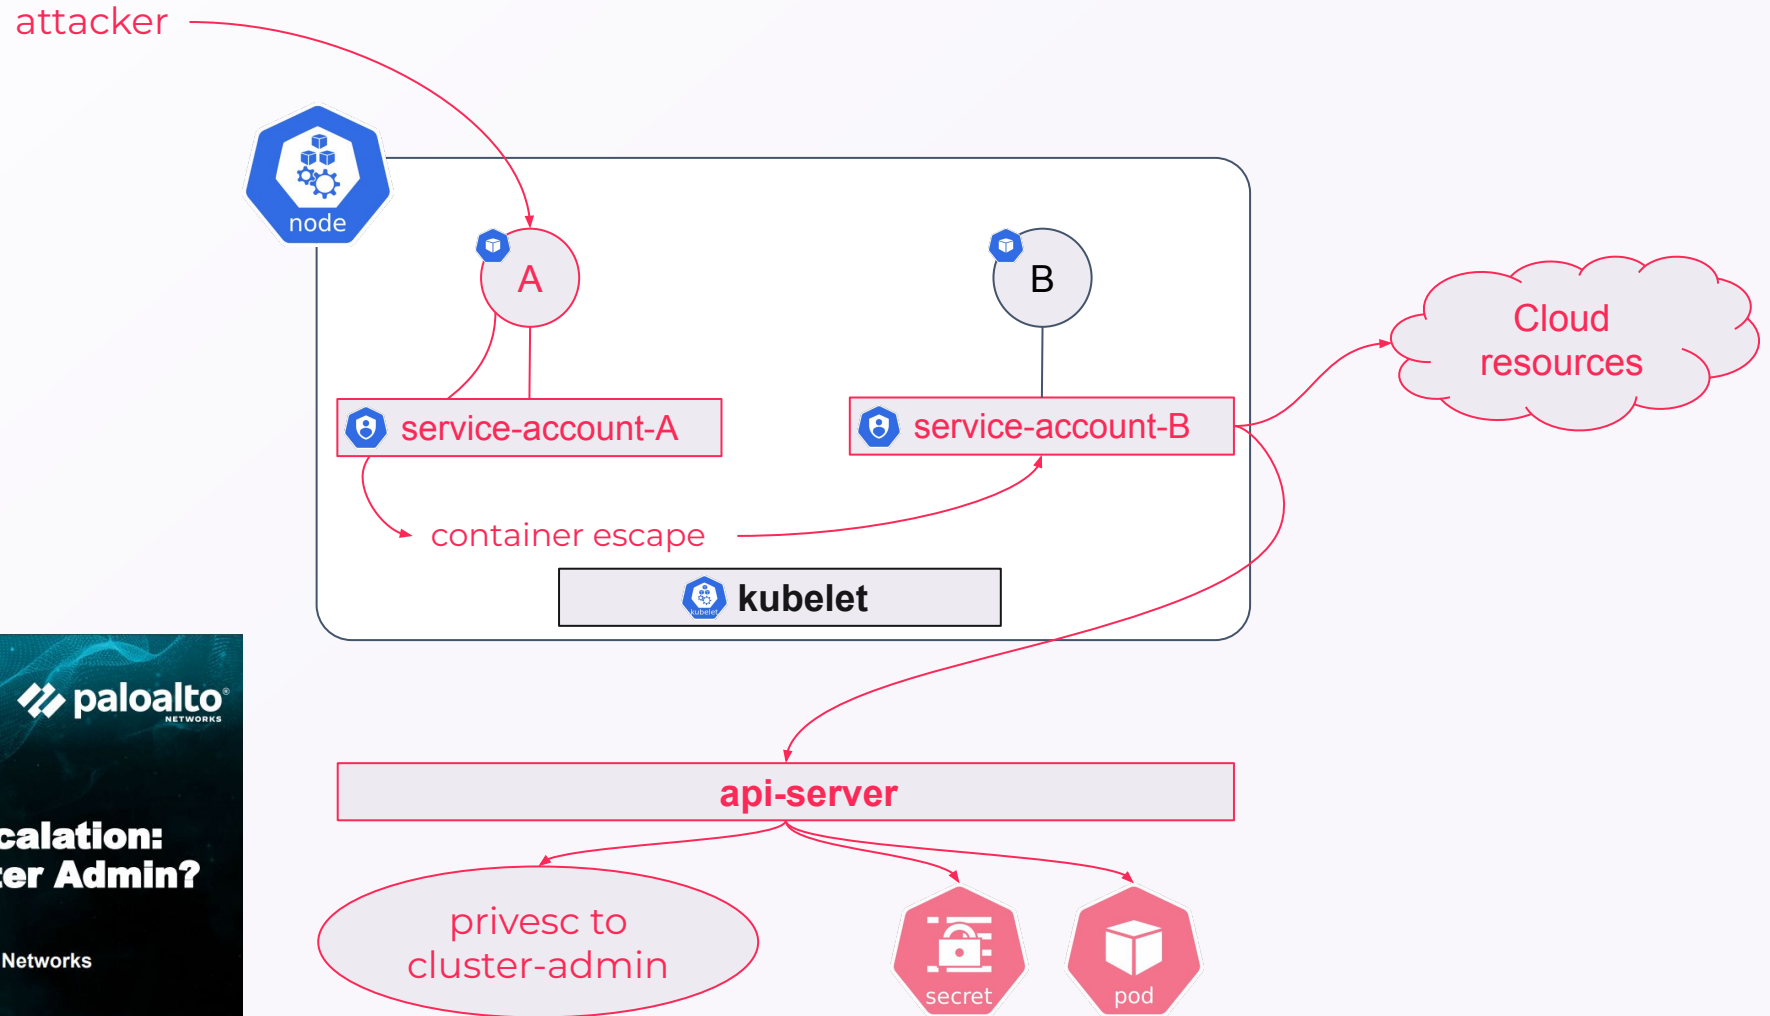 attacker
node
A
B
service-account-A
service-account-B
Cloud
resources
container escape
kubelet
kubelet
paloalto®
NETWORKS
api-server
calation:
er Admin?
Networks
privesc to
cluster-admin
secret
pod